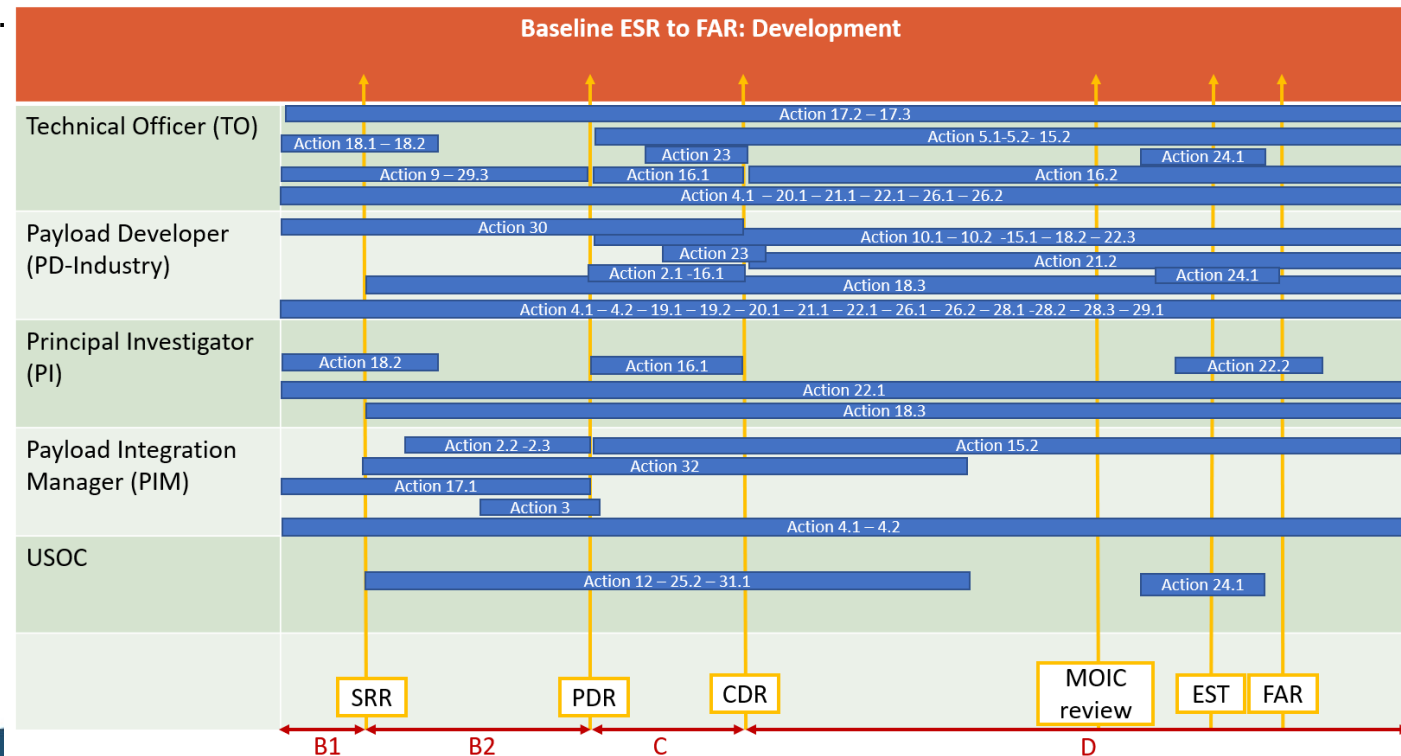 Baseline ESR to FAR: Development
Technical Officer (TO)
Action 17.2 – 17.3
Action 5.1-5.2- 15.2
Action 18.1 – 18.2
Action 23
Action 24.1
Action 9 – 29.3
Action 16.1
Action 16.2
Action 4.1 – 20.1 – 21.1 – 22.1 – 26.1 – 26.2
Payload Developer
(PD-Industry)
Action 30
Action 10.1 – 10.2 -15.1 – 18.2 – 22.3
Action 23
Action 21.2
Action 2.1 -16.1
Action 24.1
Action 18.3
Action 4.1 – 4.2 – 19.1 – 19.2 – 20.1 – 21.1 – 22.1 – 26.1 – 26.2 – 28.1 -28.2 – 28.3 – 29.1
Principal Investigator
(PI)
Action 18.2
Action 16.1
Action 22.2
Action 22.1
Action 18.3
Payload Integration
Manager (PIM)
Action 2.2 -2.3
Action 15.2
Action 32
Action 17.1
Action 3
Action 4.1 – 4.2
USOC
Action 12 – 25.2 – 31.1
Action 24.1
SRR
PDR
CDR
MOIC
review
EST
FAR
B1
B2
C
D